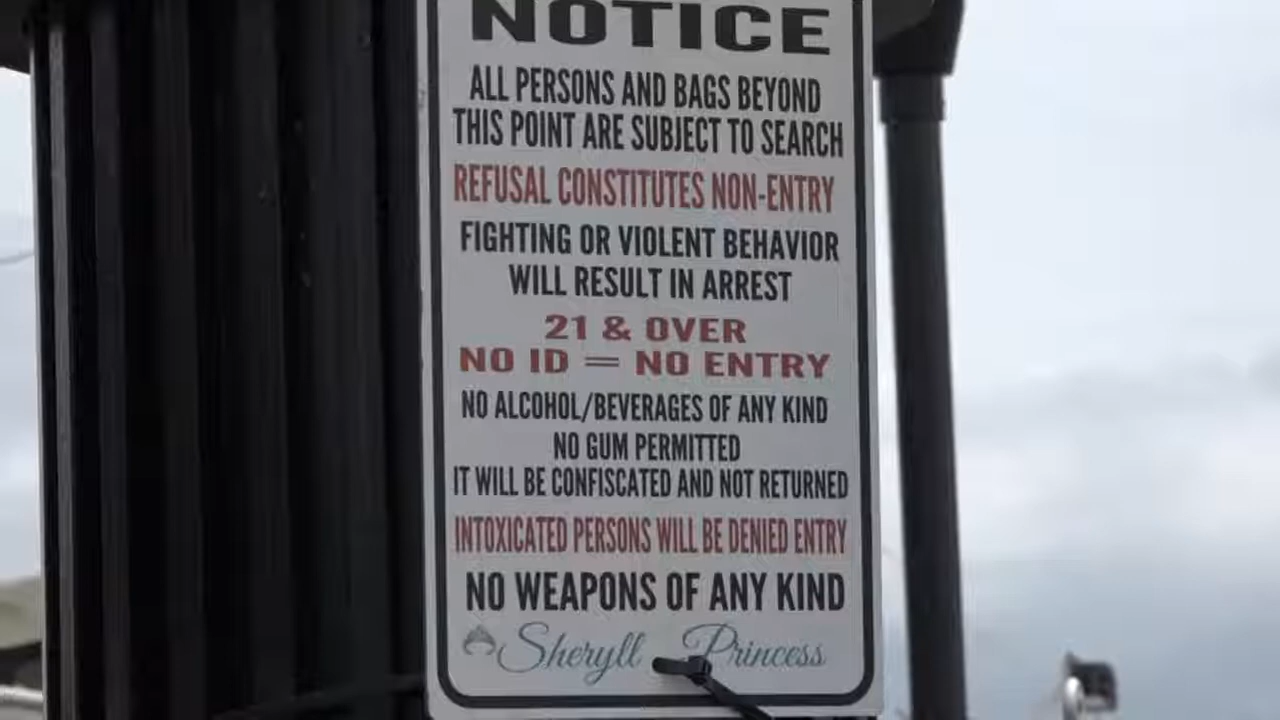 NOTICE
ALL PERSONS AND BAGS BEYOND
THIS POINT ARE SUBJECT TO SEARCH
REFUSAL CONSTITUTES NON-ENTRY
FIGHTING OR VIOLENT BEHAVIOR
WILL RESULT IN ARREST
21 & OVER
NO ID = NO ENTRY
NO ALCOHOL/BEVERAGES OF ANY KIND
NO GUM PERMITTED
IT WILL BE CONFISCATED AND NOT RETURNED
INTOXICATED PERSONS WILL BE DENIED ENTRY
NO WEAPONS OF ANY KIND
Sheryll Princess